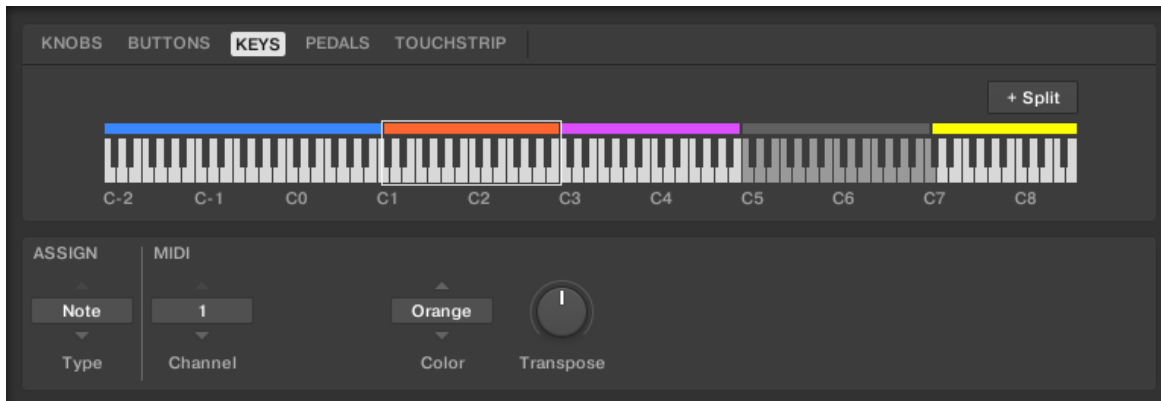 KNOBS BUTTONS KEYS PEDALS TOUCHSTRIP
+ Split
C-2 C-1 C0 C1 C2 C3 C4 C5 C6 C7 C8
ASSIGN MIDI
Note 1 Orange
Type Channel Color Transpose